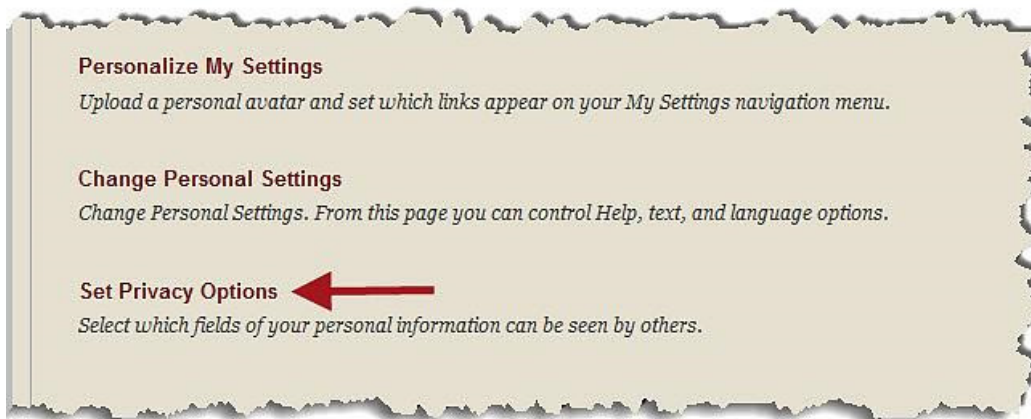 Personalize My Settings
Upload a personal avatar and set which links appear on your My Settings navigation menu.
Change Personal Settings
Change Personal Settings. From this page you can control Help, text, and language options.
Set Privacy Options
Select which fields of your personal information can be seen by others.